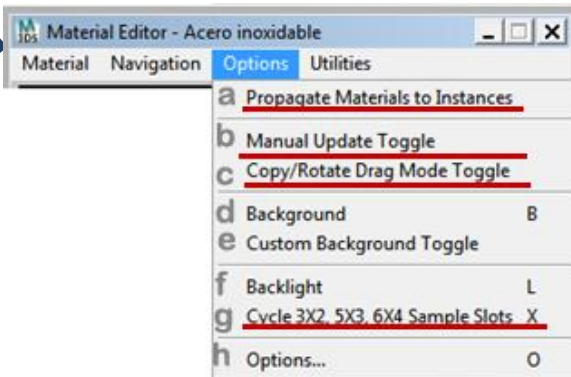 3DS Material Editor - Acero inoxidable
Material Navigation Options Utilities
a Propagate Materials to Instances
b Manual Update Toggle
c Copy/Rotate Drag Mode Toggle
d Background B
e Custom Background Toggle
f Backlight L
g Cycle 3X2, 5X3, 6X4 Sample Slots X
h Options... O